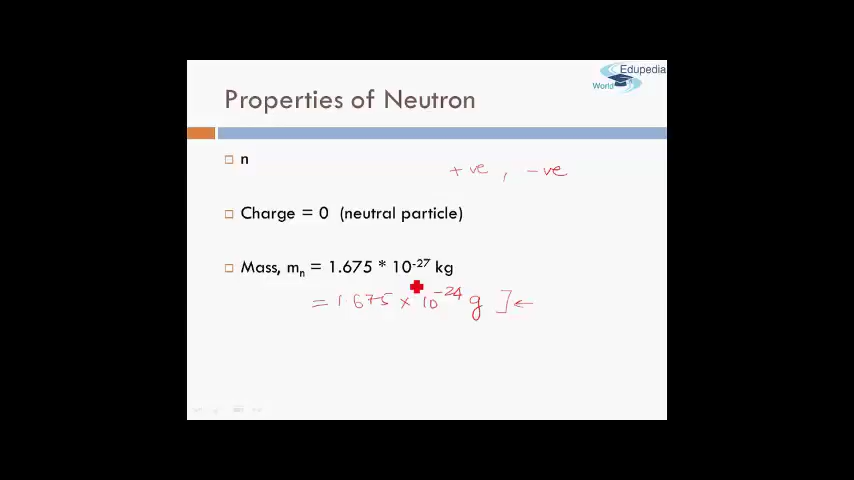 Edupedia
World
Properties of Neutron
n
+ve , -ve
Charge = 0 (neutral particle)
Mass, mn = 1.675 * 10-27 kg
= 1.675 × 10-24 g ] ←